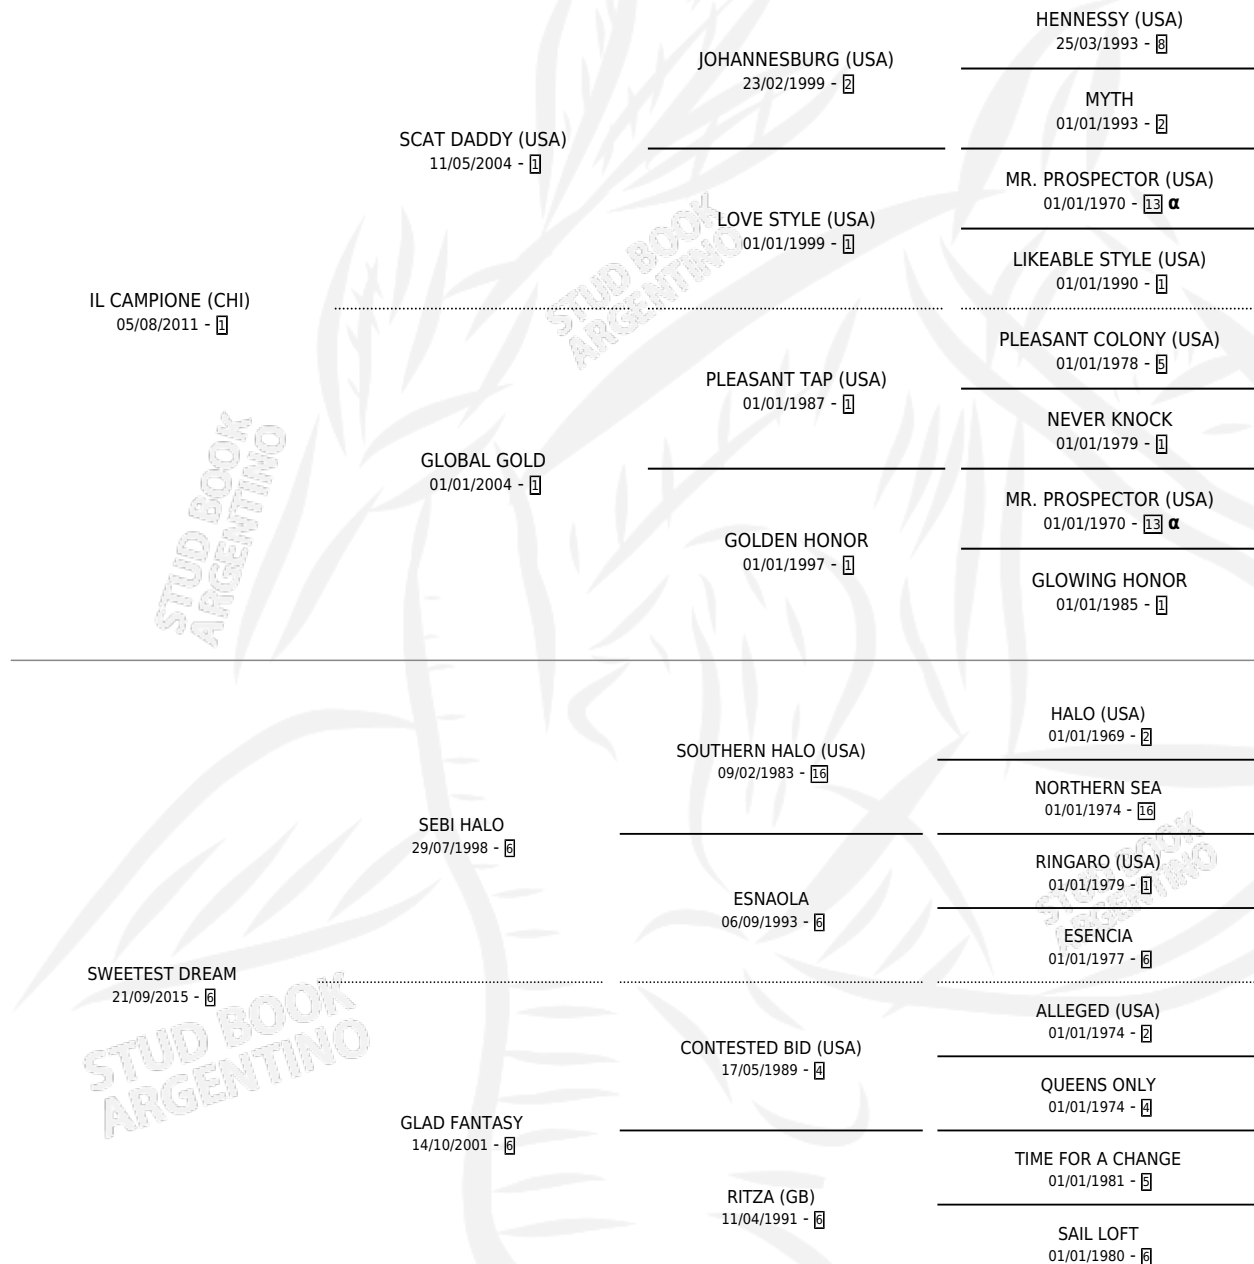 HENNESSY (USA)
25/03/1993 - 8
JOHANNESBURG (USA)
23/02/1999 - 2
MYTH
01/01/1993 - 2
SCAT DADDY (USA)
11/05/2004 - 1
MR. PROSPECTOR (USA)
01/01/1970 - 13 α
LOVE STYLE (USA)
01/01/1999 - 1
LIKEABLE STYLE (USA)
01/01/1990 - 1
IL CAMPIONE (CHI)
05/08/2011 - 1
PLEASANT COLONY (USA)
01/01/1978 - 5
PLEASANT TAP (USA)
01/01/1987 - 1
NEVER KNOCK
01/01/1979 - 1
GLOBAL GOLD
01/01/2004 - 1
MR. PROSPECTOR (USA)
01/01/1970 - 13 α
GOLDEN HONOR
01/01/1997 - 1
GLOWING HONOR
01/01/1985 - 1
HALO (USA)
01/01/1969 - 2
SOUTHERN HALO (USA)
09/02/1983 - 16
NORTHERN SEA
01/01/1974 - 16
SEBI HALO
29/07/1998 - 6
RINGARO (USA)
01/01/1979 - 1
ESNAOLA
06/09/1993 - 6
ESENCIA
01/01/1977 - 6
SWEETEST DREAM
21/09/2015 - 6
ALLEGED (USA)
01/01/1974 - 2
CONTESTED BID (USA)
17/05/1989 - 4
QUEENS ONLY
01/01/1974 - 4
GLAD FANTASY
14/10/2001 - 6
TIME FOR A CHANGE
01/01/1981 - 5
RITZA (GB)
11/04/1991 - 6
SAIL LOFT
01/01/1980 - 6
STUD BOOK
ARGENTINO
STUD BOOK
ARGENTINO
STUD BOOK
ARGENTINO
STUD BOOK
ARGENTINO